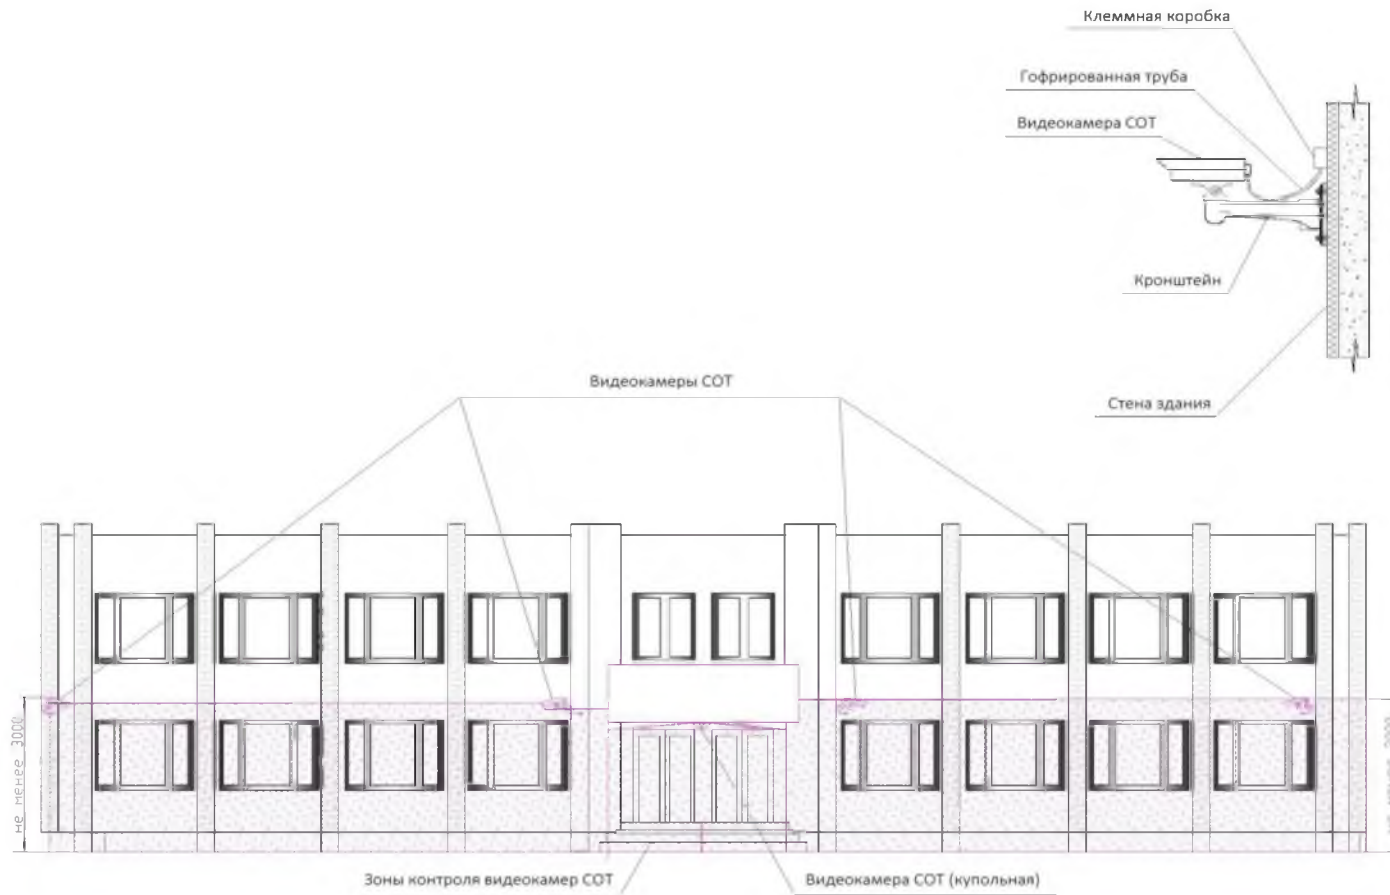 Клеммная коробка
Гофрированная труба
Видеокамера СОТ
Кронштейн
Стена здания
Видеокамеры СОТ
не менее 3000
Зоны контроля видеокамер СОТ
Видеокамера СОТ (купольная)